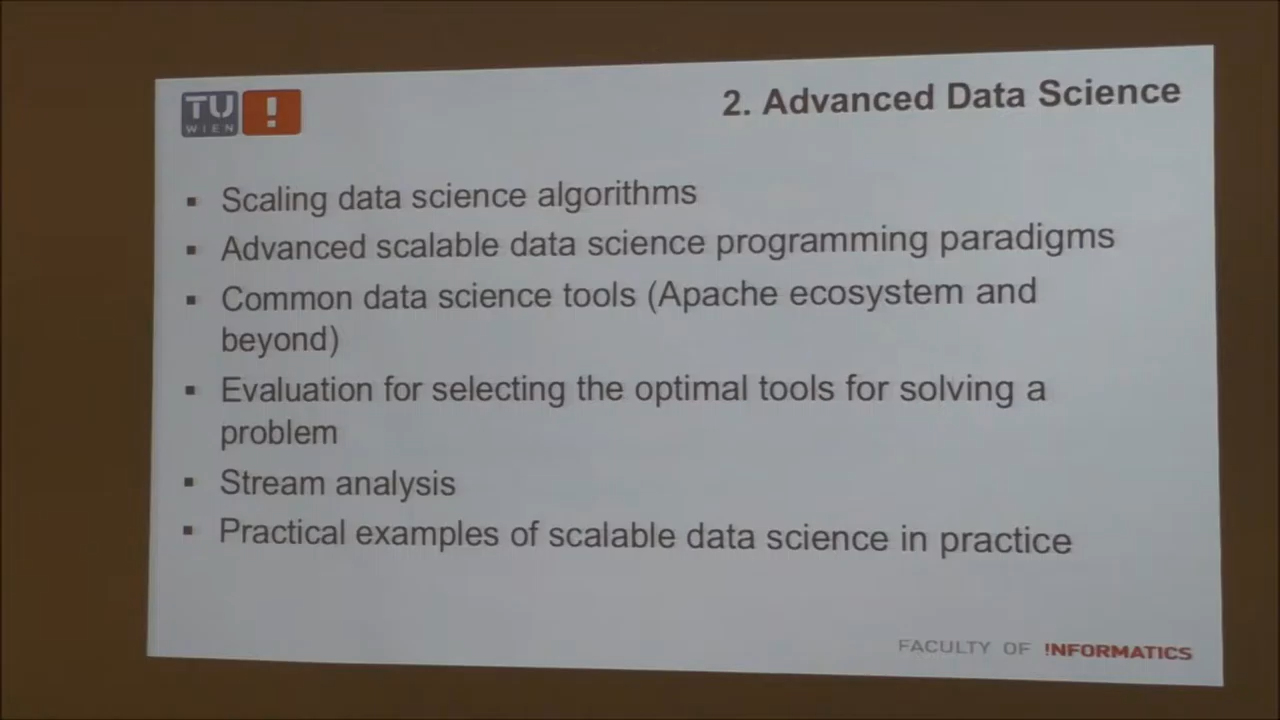 TU
WIEN
!
2. Advanced Data Science
▪ Scaling data science algorithms
▪ Advanced scalable data science programming paradigms
▪ Common data science tools (Apache ecosystem and
beyond)
▪ Evaluation for selecting the optimal tools for solving a
problem
▪ Stream analysis
▪ Practical examples of scalable data science in practice
FACULTY OF !NFORMATICS